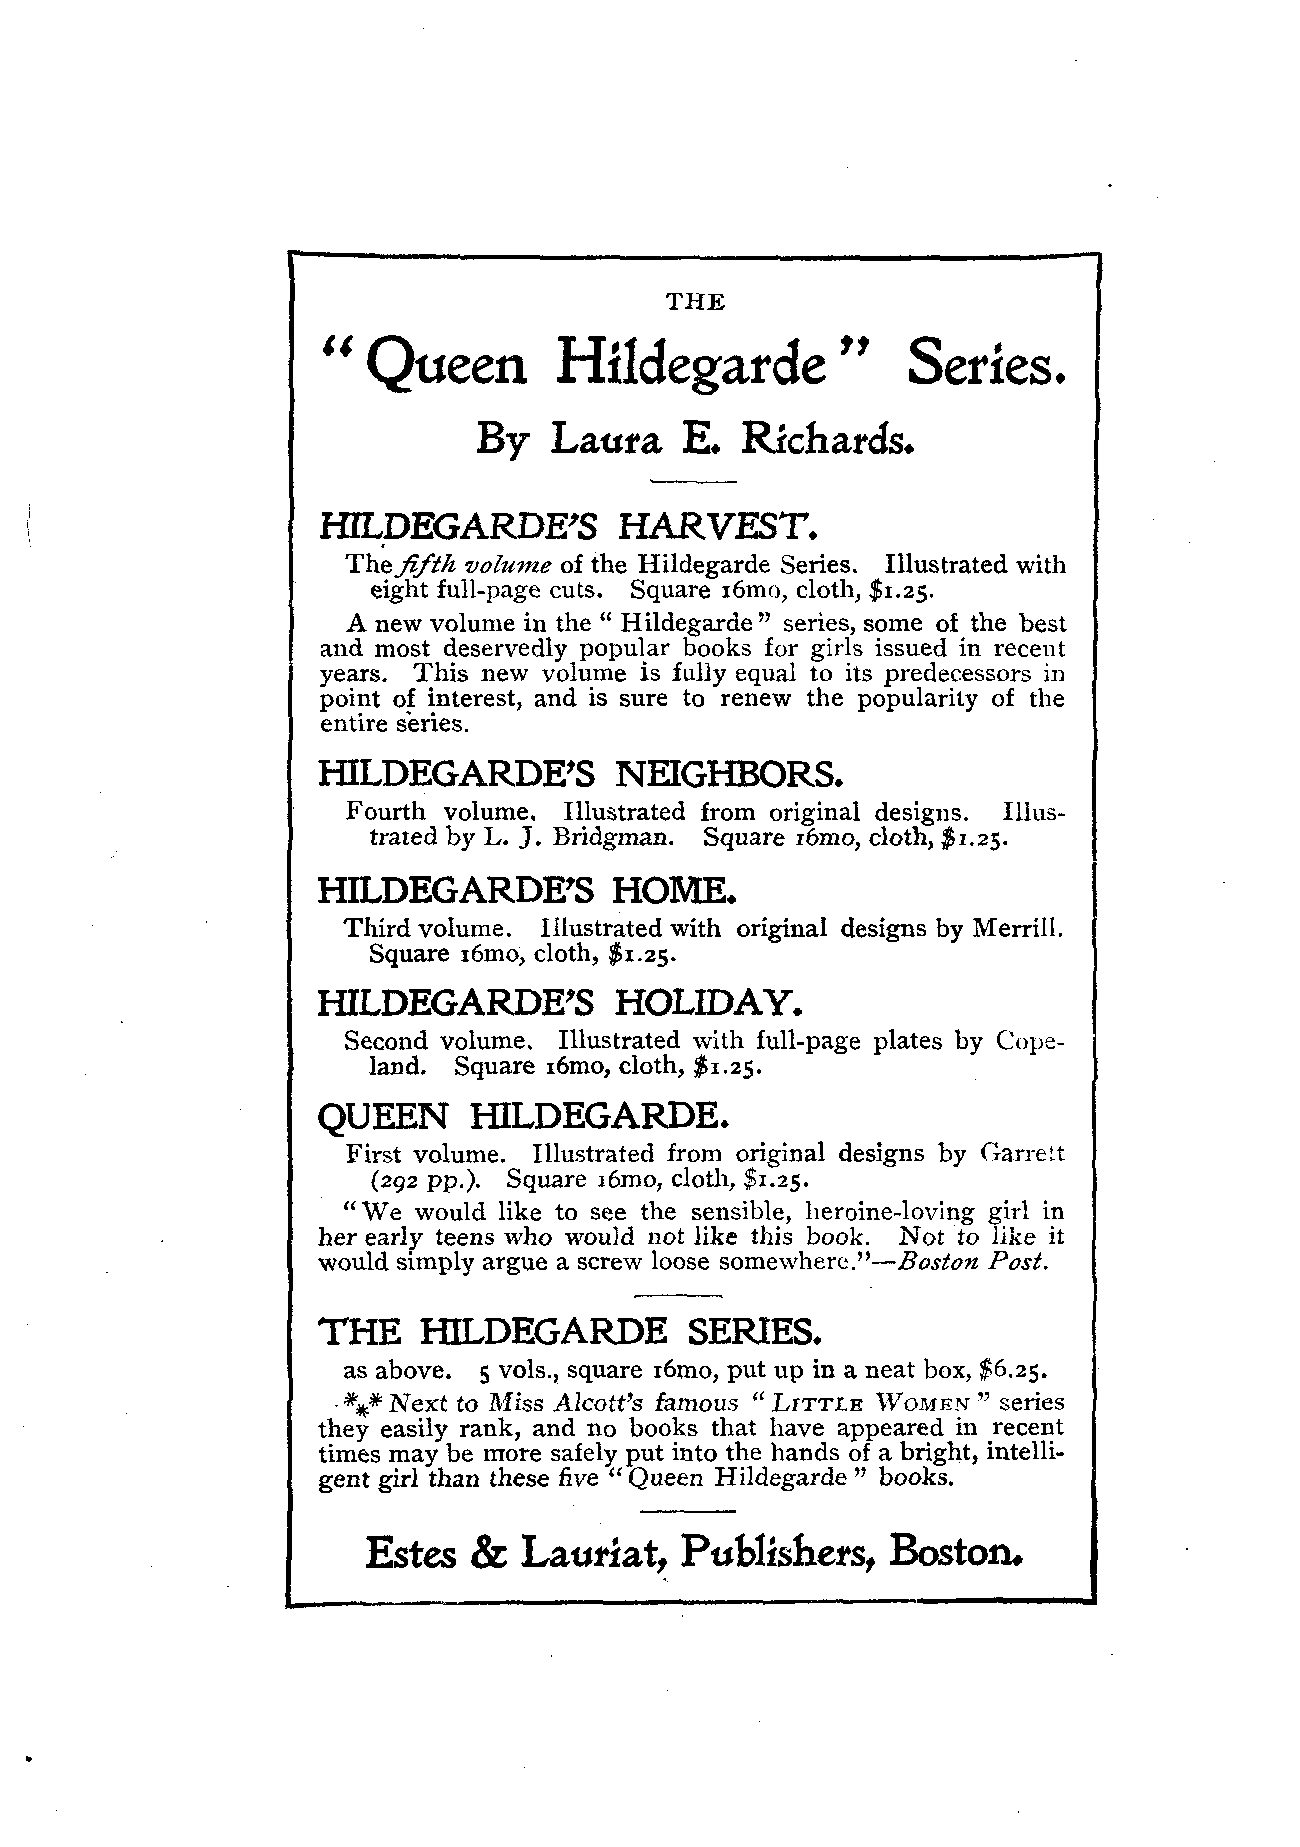 THE
“Queen Hildegarde” Series.
By Laura E. Richards.
HILDEGARDE’S HARVEST.
The fifth volume of the Hildegarde Series. Illustrated with
eight full-page cuts. Square 16mo, cloth, $1.25.
A new volume in the “Hildegarde” series, some of the best
and most deservedly popular books for girls issued in recent
years. This new volume is fully equal to its predecessors in
point of interest, and is sure to renew the popularity of the
entire series.
HILDEGARDE’S NEIGHBORS.
Fourth volume. Illustrated from original designs. Illus-
trated by L. J. Bridgman. Square 16mo, cloth, $1.25.
HILDEGARDE’S HOME.
Third volume. Illustrated with original designs by Merrill.
Square 16mo, cloth, $1.25.
HILDEGARDE’S HOLIDAY.
Second volume. Illustrated with full-page plates by Cope-
land. Square 16mo, cloth, $1.25.
QUEEN HILDEGARDE.
First volume. Illustrated from original designs by Garrett
(292 pp.). Square 16mo, cloth, $1.25.
“We would like to see the sensible, heroine-loving girl in
her early teens who would not like this book. Not to like it
would simply argue a screw loose somewhere.”—Boston Post.
THE HILDEGARDE SERIES.
as above. 5 vols., square 16mo, put up in a neat box, $6.25.
*** Next to Miss Alcott’s famous “LITTLE WOMEN” series
they easily rank, and no books that have appeared in recent
times may be more safely put into the hands of a bright, intelli-
gent girl than these five “Queen Hildegarde” books.
Estes & Lauriat, Publishers, Boston.